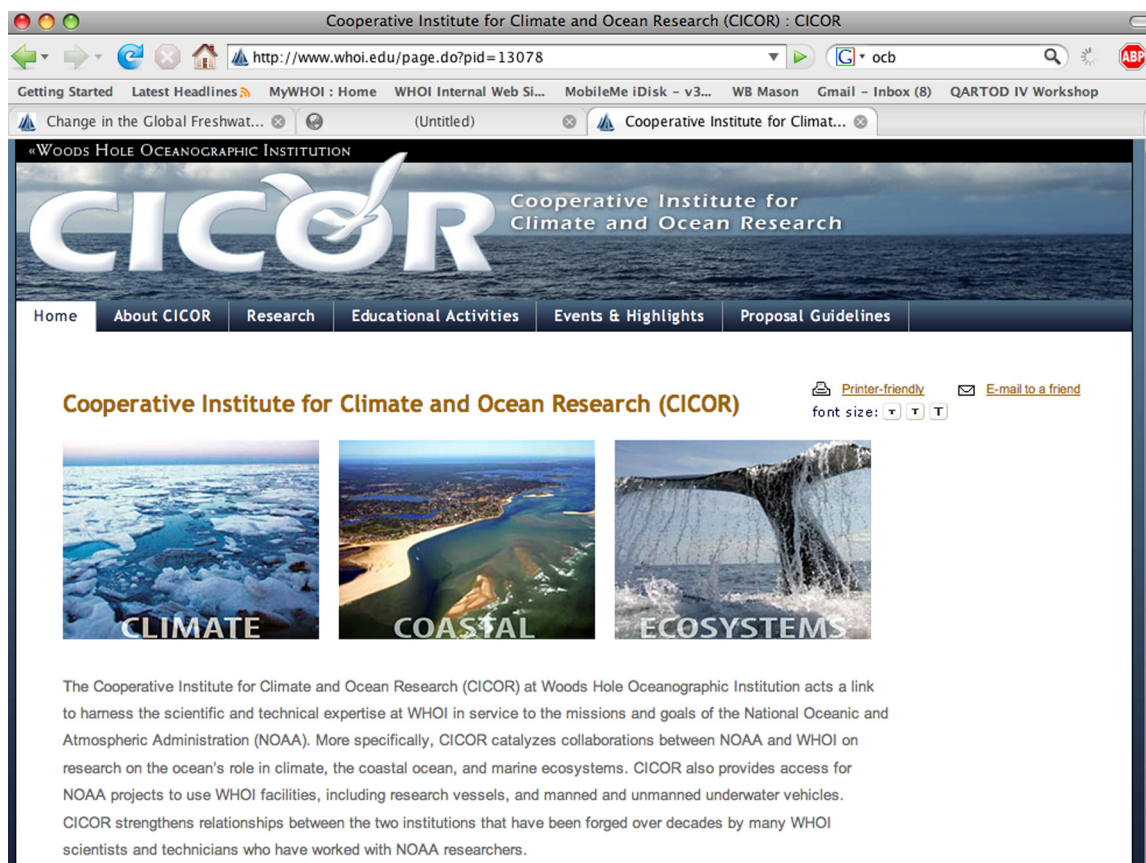 Cooperative Institute for Climate and Ocean Research (CICOR) : CICOR
http://www.whoi.edu/page.do?pid=13078
G ocb
ABP
Getting Started Latest Headlines MyWHOI : Home WHOI Internal Web Si... MobileMe iDisk – v3... WB Mason Gmail – Inbox (8) QARTOD IV Workshop
Change in the Global Freshwat... (Untitled) Cooperative Institute for Climat...
«WOODS HOLE OCEANOGRAPHIC INSTITUTION
CICOR
Cooperative Institute for
Climate and Ocean Research
Home About CICOR Research Educational Activities Events & Highlights Proposal Guidelines
Printer-friendly E-mail to a friend
font size: T T T
Cooperative Institute for Climate and Ocean Research (CICOR)
CLIMATE COASTAL ECOSYSTEMS
The Cooperative Institute for Climate and Ocean Research (CICOR) at Woods Hole Oceanographic Institution acts a link
to harness the scientific and technical expertise at WHOI in service to the missions and goals of the National Oceanic and
Atmospheric Administration (NOAA). More specifically, CICOR catalyzes collaborations between NOAA and WHOI on
research on the ocean's role in climate, the coastal ocean, and marine ecosystems. CICOR also provides access for
NOAA projects to use WHOI facilities, including research vessels, and manned and unmanned underwater vehicles.
CICOR strengthens relationships between the two institutions that have been forged over decades by many WHOI
scientists and technicians who have worked with NOAA researchers.